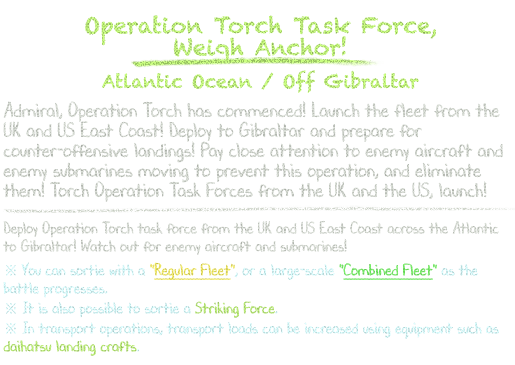 Operation Torch Task Force,
Weigh Anchor!
Atlantic Ocean / Off Gibraltar
Admiral, Operation Torch has commenced! Launch the fleet from the
UK and US East Coast! Deploy to Gibraltar and prepare for
counter-offensive landings! Pay close attention to enemy aircraft and
enemy submarines moving to prevent this operation, and eliminate
them! Torch Operation Task Forces from the UK and the US, launch!
Deploy Operation Torch task force from the UK and US East Coast across the Atlantic
to Gibraltar! Watch out for enemy aircraft and submarines!
※ You can sortie with a "Regular Fleet", or a large-scale "Combined Fleet" as the
battle progresses.
※ It is also possible to sortie a Striking Force.
※ In transport operations, transport loads can be increased using equipment such as
daihatsu landing crafts.